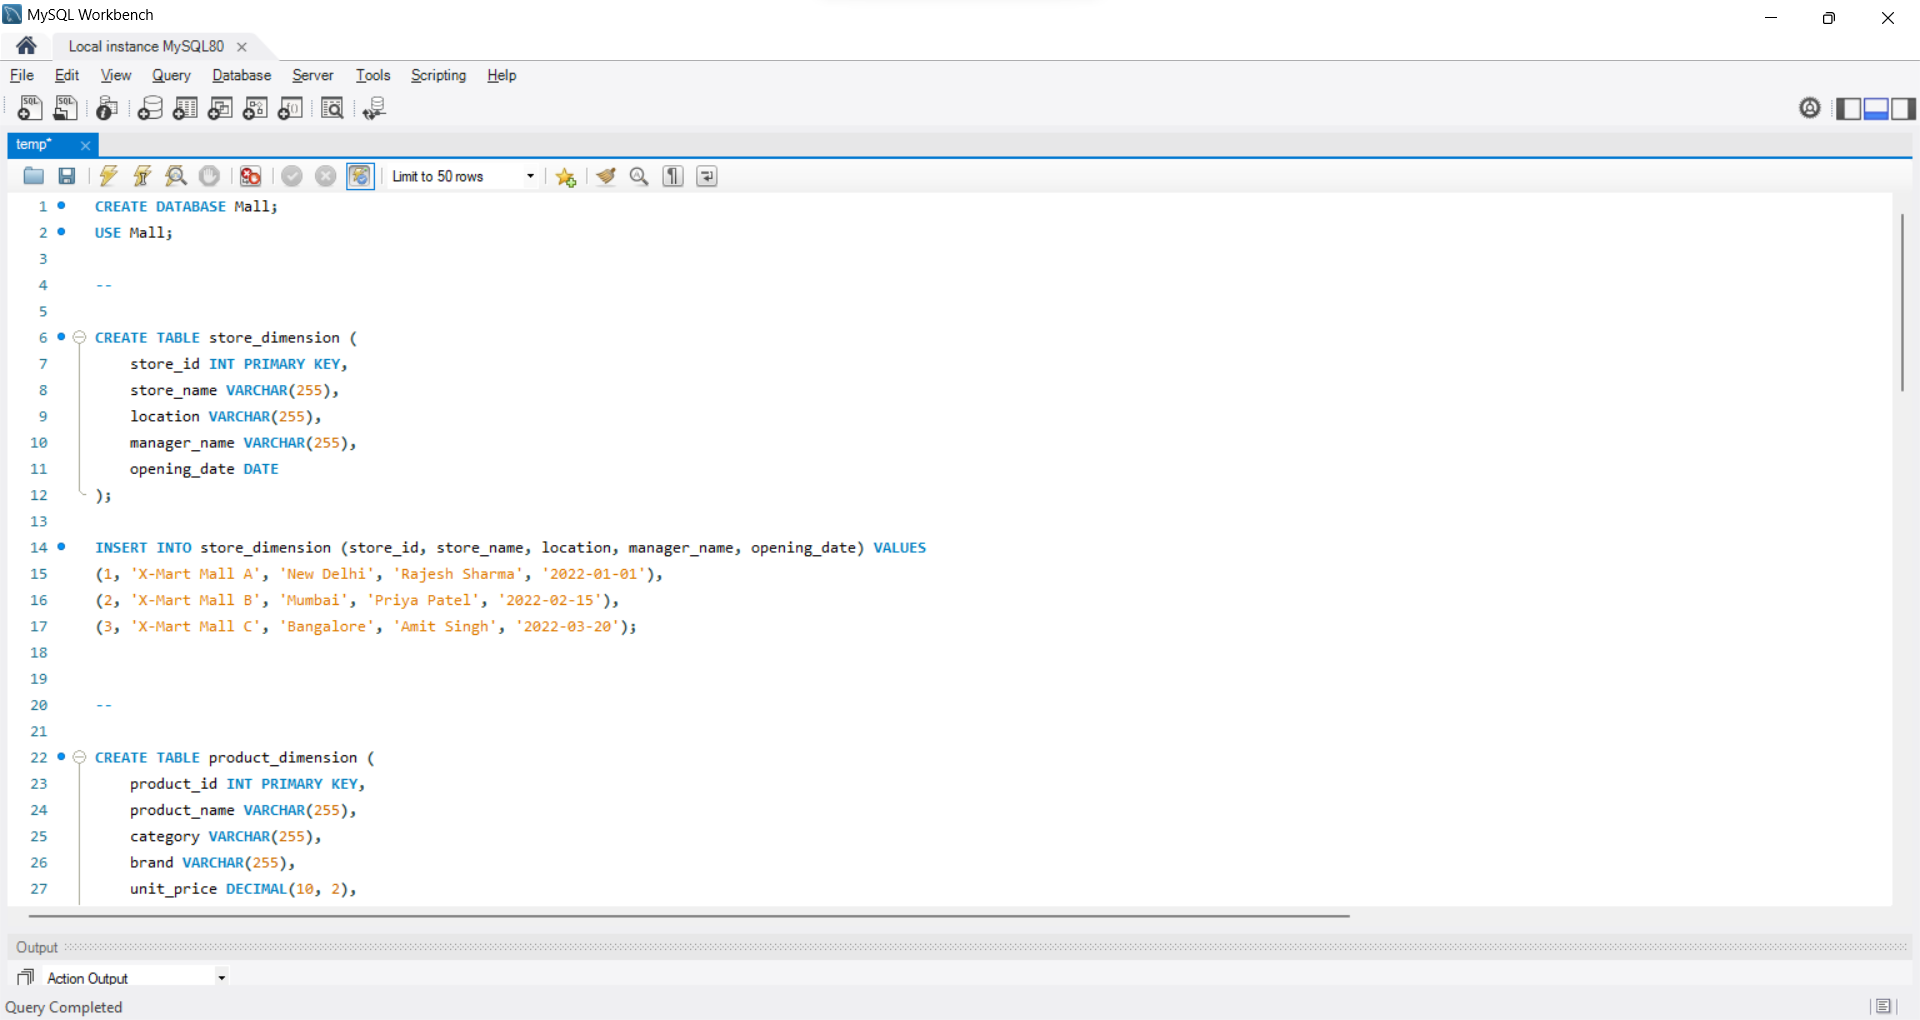 MySQL Workbench
Local instance MySQL80
File Edit View Query Database Server Tools Scripting Help
temp*
Limit to 50 rows
1 CREATE DATABASE Mall;
2 USE Mall;
3
4 --
5
6 CREATE TABLE store_dimension (
7 store_id INT PRIMARY KEY,
8 store_name VARCHAR(255),
9 location VARCHAR(255),
10 manager_name VARCHAR(255),
11 opening_date DATE
12 );
13
14 INSERT INTO store_dimension (store_id, store_name, location, manager_name, opening_date) VALUES
15 (1, 'X-Mart Mall A', 'New Delhi', 'Rajesh Sharma', '2022-01-01'),
16 (2, 'X-Mart Mall B', 'Mumbai', 'Priya Patel', '2022-02-15'),
17 (3, 'X-Mart Mall C', 'Bangalore', 'Amit Singh', '2022-03-20');
18
19
20 --
21
22 CREATE TABLE product_dimension (
23 product_id INT PRIMARY KEY,
24 product_name VARCHAR(255),
25 category VARCHAR(255),
26 brand VARCHAR(255),
27 unit_price DECIMAL(10, 2),
Output
Action Output
Query Completed